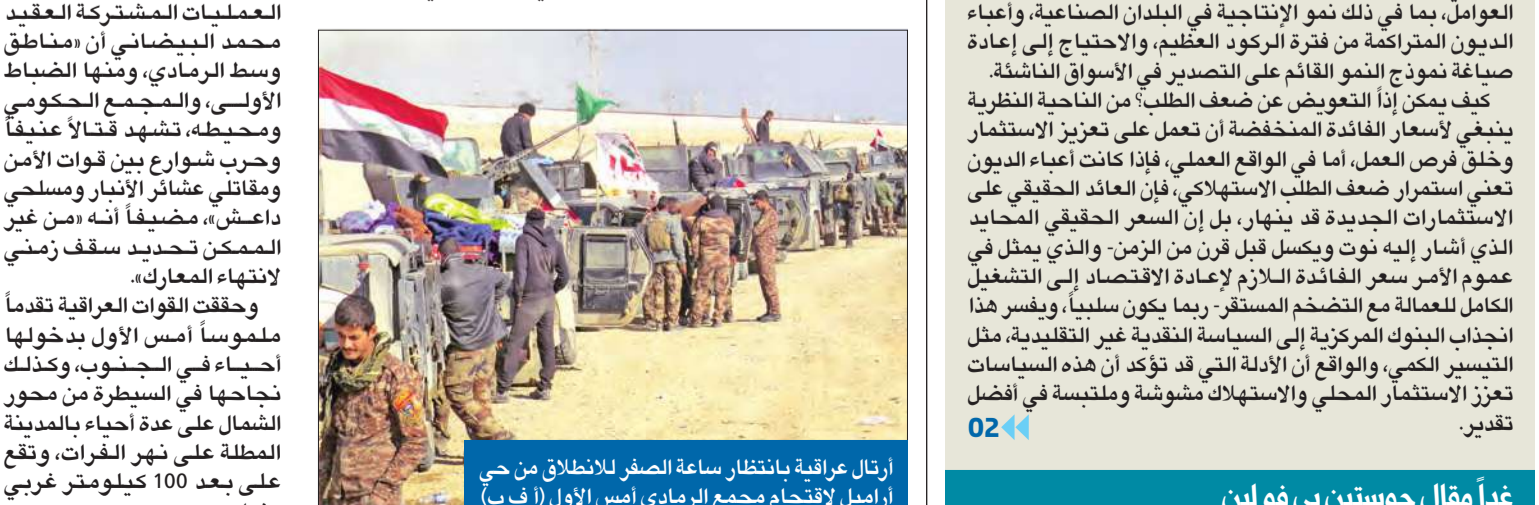 العوامل، بما في ذلك نمو الإنتاجية في البلدان الصناعية، وأعباء
الديون المتراكمة من فترة الركود العظيم، والاحتياج إلى إعادة
صياغة نموذج النمو القائم على التصدير في الأسواق الناشئة.
كيف يمكن إذاً التعويض عن ضعف الطلب؟ من الناحية النظرية
ينبغي لأسعار الفائدة المنخفضة أن تعمل على تعزيز الاستثمار
وخلق فرص العمل، أما في الواقع العملي، فإذا كانت أعباء الديون
تعني استمرار ضعف الطلب الاستهلاكي، فإن العائد الحقيقي على
الاستثمارات الجديدة قد ينهار، بل إن السعر الحقيقي المحايد
الذي أشار إليه نوت ويكسل قبل قرن من الزمن- والذي يمثل في
عموم الأمر سعر الفائدة اللازم لإعادة الاقتصاد إلى التشغيل
الكامل للعمالة مع التضخم المستقر- ربما يكون سلبياً، ويفسر هذا
انجذاب البنوك المركزية إلى السياسة النقدية غير التقليدية، مثل
التيسير الكمي، والواقع أن الأدلة التي قد تؤكد أن هذه السياسات
تعزز الاستثمار المحلي والاستهلاك مشوشة وملتبسة في أفضل
تقدير.
02
غداً مقال جوستين يي فو لين
أرتال عراقية بانتظار ساعة الصفر للانطلاق من حي
أراميل لاقتحام مجمع الرمادي أمس الأول (أ ف ب)
العمليات المشتركة العقيد
محمد البيضاني أن «مناطق
وسط الرمادي، ومنها الضباط
الأولى، والمجمع الحكومي
ومحيطه، تشهد قتالاً عنيفاً
وحرب شوارع بين قوات الأمن
ومقاتلي عشائر الأنبار ومسلحي
داعش»، مضيفاً أنه «من غير
الممكن تحديد سقف زمني
لانتهاء المعارك».
وحققت القوات العراقية تقدماً
ملموساً أمس الأول بدخولها
أحياء في الجنوب، وكذلك
نجاحها في السيطرة من محور
الشمال على عدة أحياء بالمدينة
المطلة على نهر الفرات، وتقع
على بعد 100 كيلومتر غربي